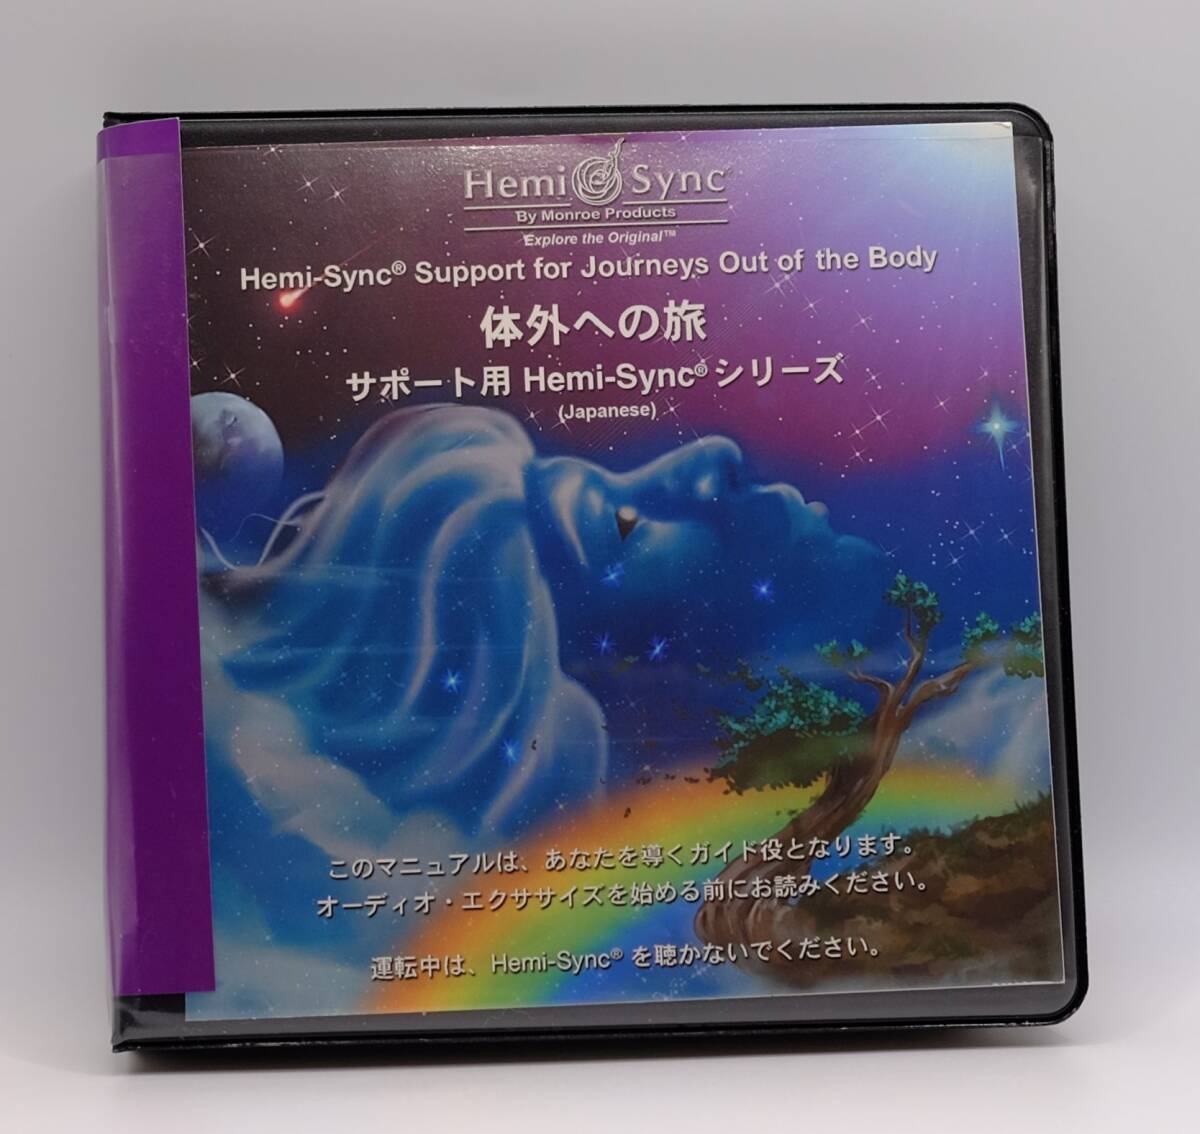 Hemi Sync®
By Monroe Products
Explore the Original™
Hemi-Sync® Support for Journeys Out of the Body
体外への旅
サポート用 Hemi-Sync® シリーズ
(Japanese)
このマニュアルは、あなたを導くガイド役となります。
オーディオ・エクササイズを始める前にお読みください。
運転中は、Hemi-Sync® を聴かないでください。